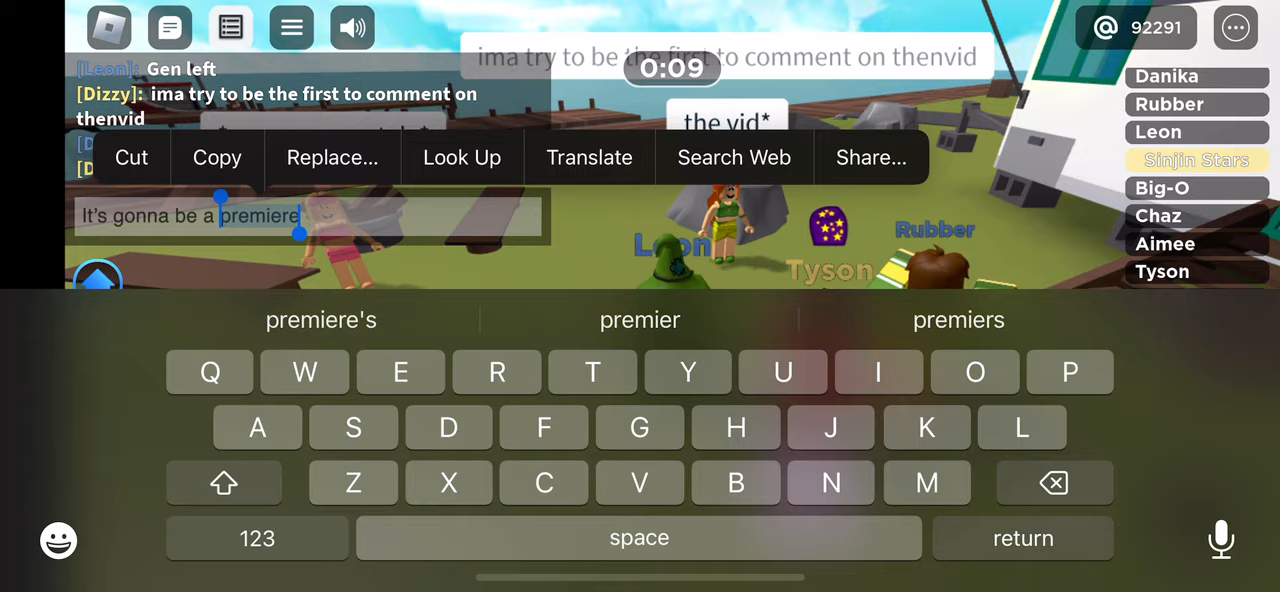 @ 92291
ima try to be the first to comment on thenvid
0:09
[Leon]: Gen left
[Dizzy]: ima try to be the first to comment on
thenvid
the vid*
Danika
Rubber
Leon
Sinjin Stars
Big-O
Chaz
Aimee
Tyson
Cut
Copy
Replace...
Look Up
Translate
Search Web
Share...
It's gonna be a premiere
Leon
Tyson
Rubber
premiere's
premier
premiers
Q W E R T Y U I O P
A S D F G H J K L
Z X C V B N M
123
space
return